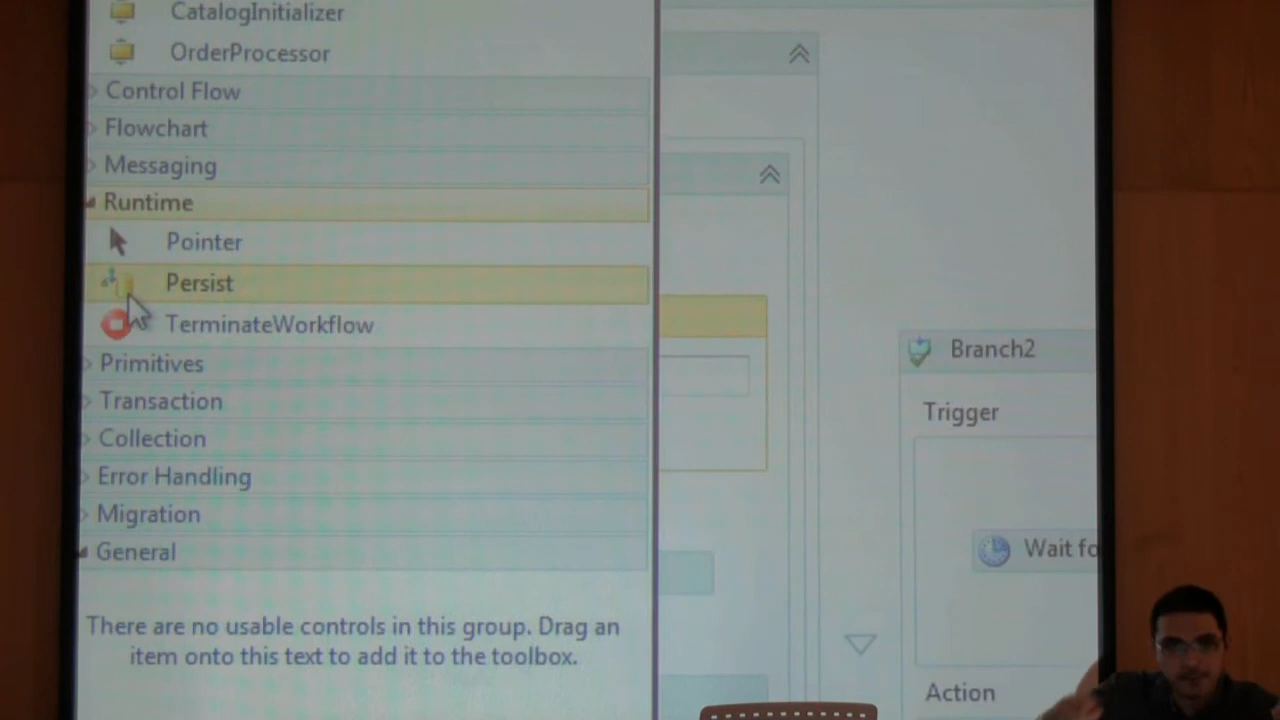 CatalogInitializer
OrderProcessor
Control Flow
Flowchart
Messaging
Runtime
Pointer
Persist
TerminateWorkflow
Primitives
Transaction
Collection
Error Handling
Migration
General
There are no usable controls in this group. Drag an
item onto this text to add it to the toolbox.
Branch2
Trigger
Wait fo
Action